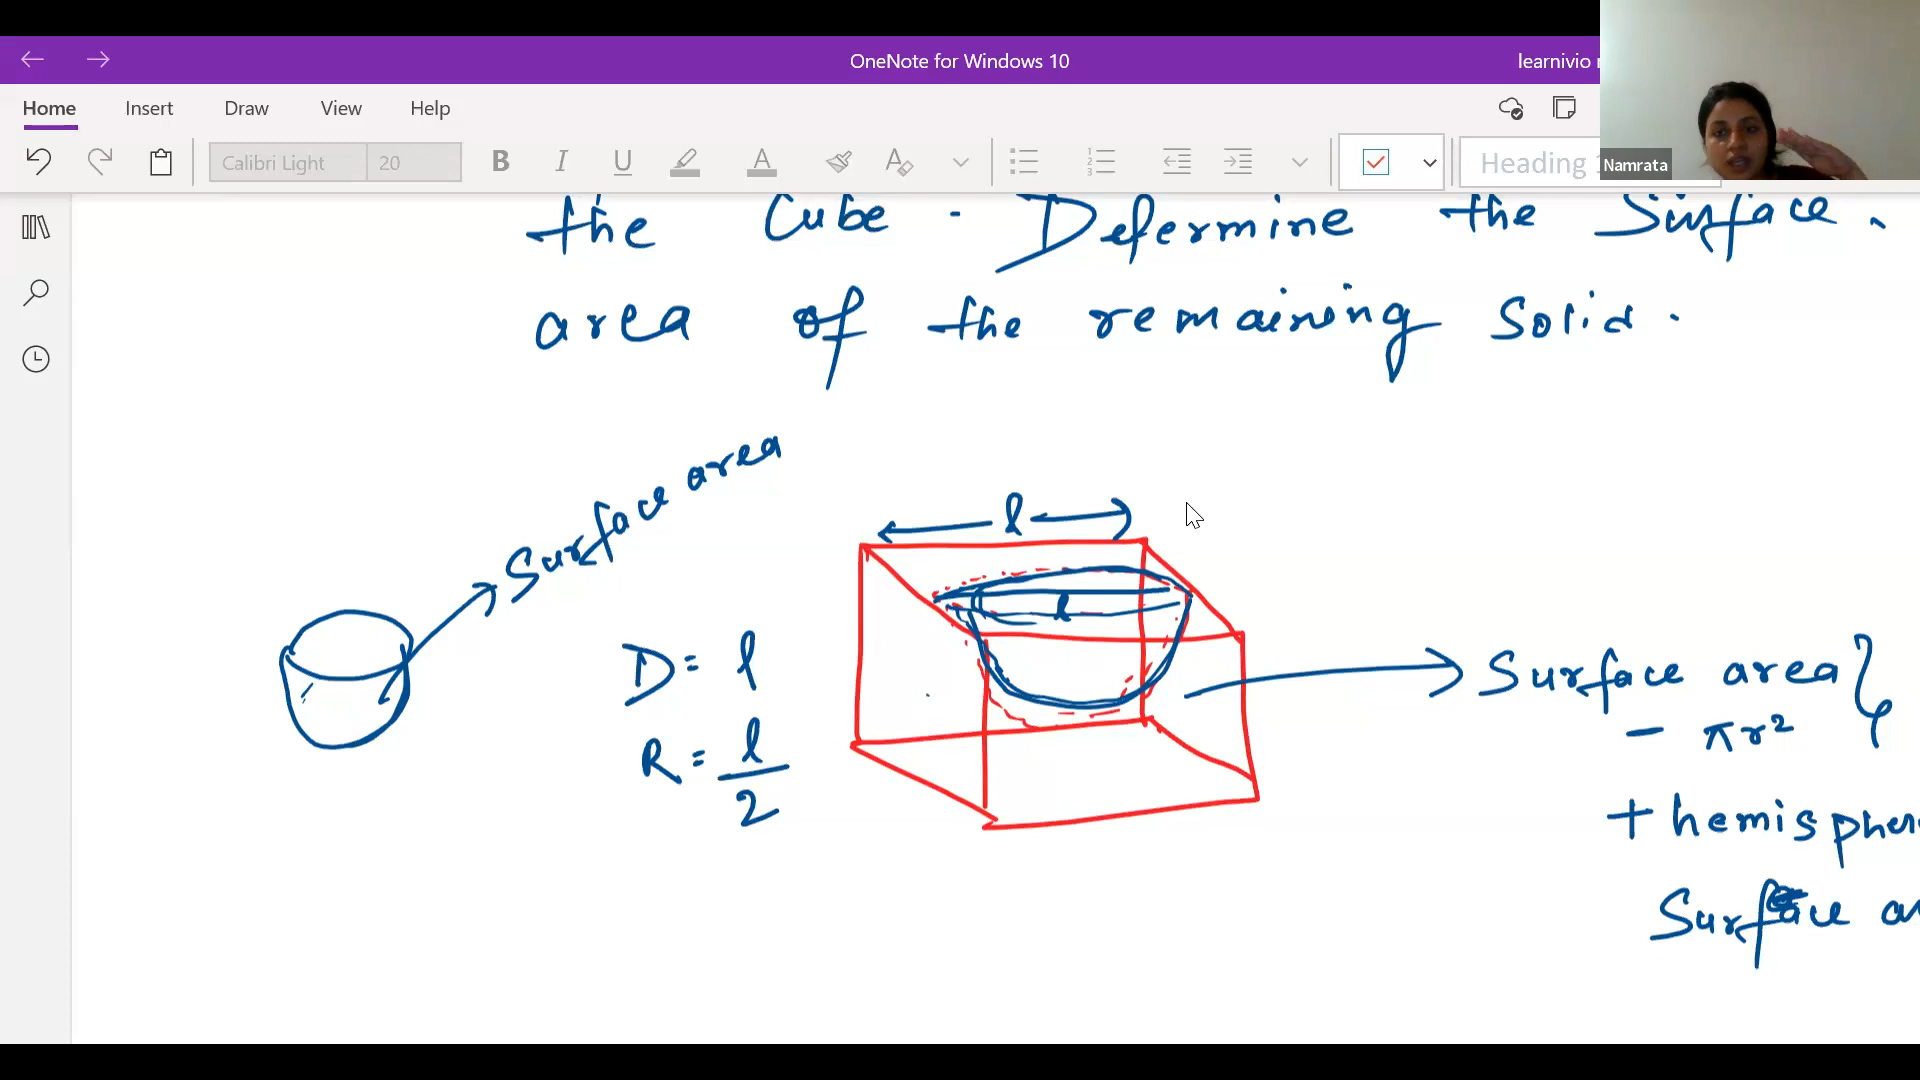 OneNote for Windows 10
learnivio
Home Insert Draw View Help
Calibri Light 20 B I U Heading
Namrata
the Cube. Determine the Surface.
area of the remaining solid.
Surface area
l
l
D = l
R = l/2
Surface area
- πr²
+ hemispher
Surface